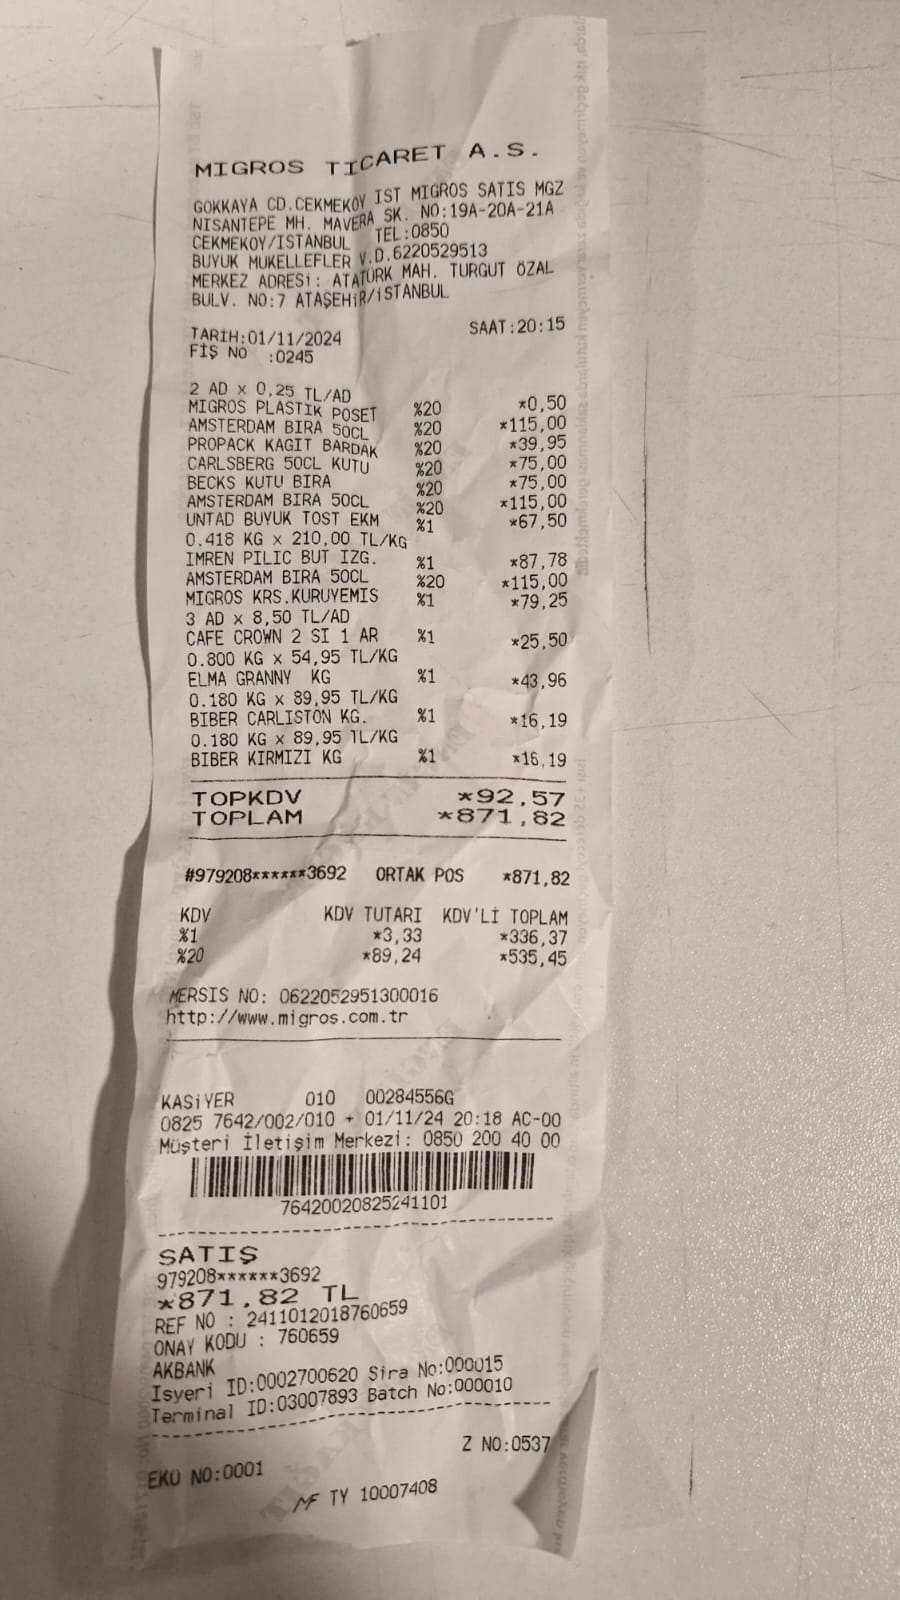 MIGROS TICARET A.S.
GOKKAYA CD.CEKMEKOY IST MIGROS SATIS MGZ
NISANTEPE MH. MAVERA SK. NO:19A-20A-21A
CEKMEKOY/ISTANBUL TEL:0850
BUYUK MUKELLEFLER V.D.6220529513
MERKEZ ADRESİ: ATATÜRK MAH. TURGUT ÖZAL
BULV. NO:7 ATAŞEHİR/İSTANBUL
TARİH:01/11/2024 SAAT:20:15
FİŞ NO :0245
2 AD x 0,25 TL/AD
MIGROS PLASTIK POSET %20 *0,50
AMSTERDAM BIRA 50CL %20 *115,00
PROPACK KAGIT BARDAK %20 *39,95
CARLSBERG 50CL KUTU %20 *75,00
BECKS KUTU BIRA %20 *75,00
AMSTERDAM BIRA 50CL %20 *115,00
UNTAD BUYUK TOST EKM %1 *67,50
0.418 KG x 210,00 TL/KG
IMREN PILIC BUT IZG. %1 *87,78
AMSTERDAM BIRA 50CL %20 *115,00
MIGROS KRS.KURUYEMIS %1 *79,25
3 AD x 8,50 TL/AD
CAFE CROWN 2 SI 1 AR %1 *25,50
0.800 KG x 54,95 TL/KG
ELMA GRANNY KG %1 *43,96
0.180 KG x 89,95 TL/KG
BIBER CARLISTON KG. %1 *16,19
0.180 KG x 89,95 TL/KG
BIBER KIRMIZI KG %1 *16,19
TOPKDV *92,57
TOPLAM *871,82
#979208******3692 ORTAK POS *871,82
KDV KDV TUTARI KDV'Lİ TOPLAM
%1 *3,33 *336,37
%20 *89,24 *535,45
MERSIS NO: 0622052951300016
http://www.migros.com.tr
KASİYER 010 00284556G
0825 7642/002/010 + 01/11/24 20:18 AC-00
Müşteri İletişim Merkezi: 0850 200 40 00
76420020825241101
SATIŞ
979208******3692
*871,82 TL
REF NO : 2411012018760659
ONAY KODU : 760659
AKBANK
Isyeri ID:0002700620 Sira No:000015
Terminal ID:03007893 Batch No:000010
Z NO:0537
EKÜ NO:0001
MF TY 10007408